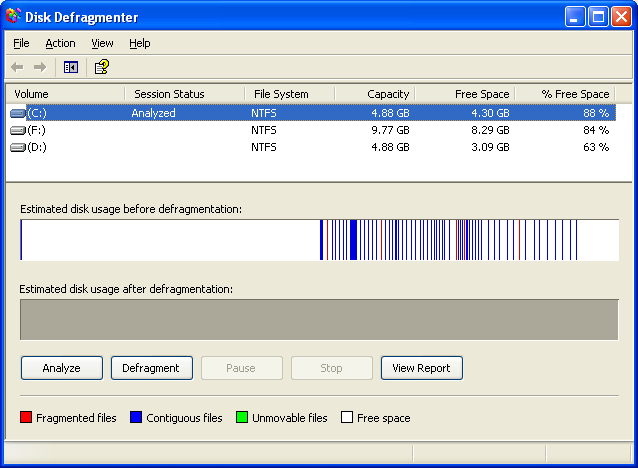 Disk Defragmenter
File Action View Help
Volume Session Status File System Capacity Free Space % Free Space
(C:) Analyzed NTFS 4.88 GB 4.30 GB 88 %
(F:) NTFS 9.77 GB 8.29 GB 84 %
(D:) NTFS 4.88 GB 3.09 GB 63 %
Estimated disk usage before defragmentation:
Estimated disk usage after defragmentation:
Analyze Defragment Pause Stop View Report
Fragmented files Contiguous files Unmovable files Free space